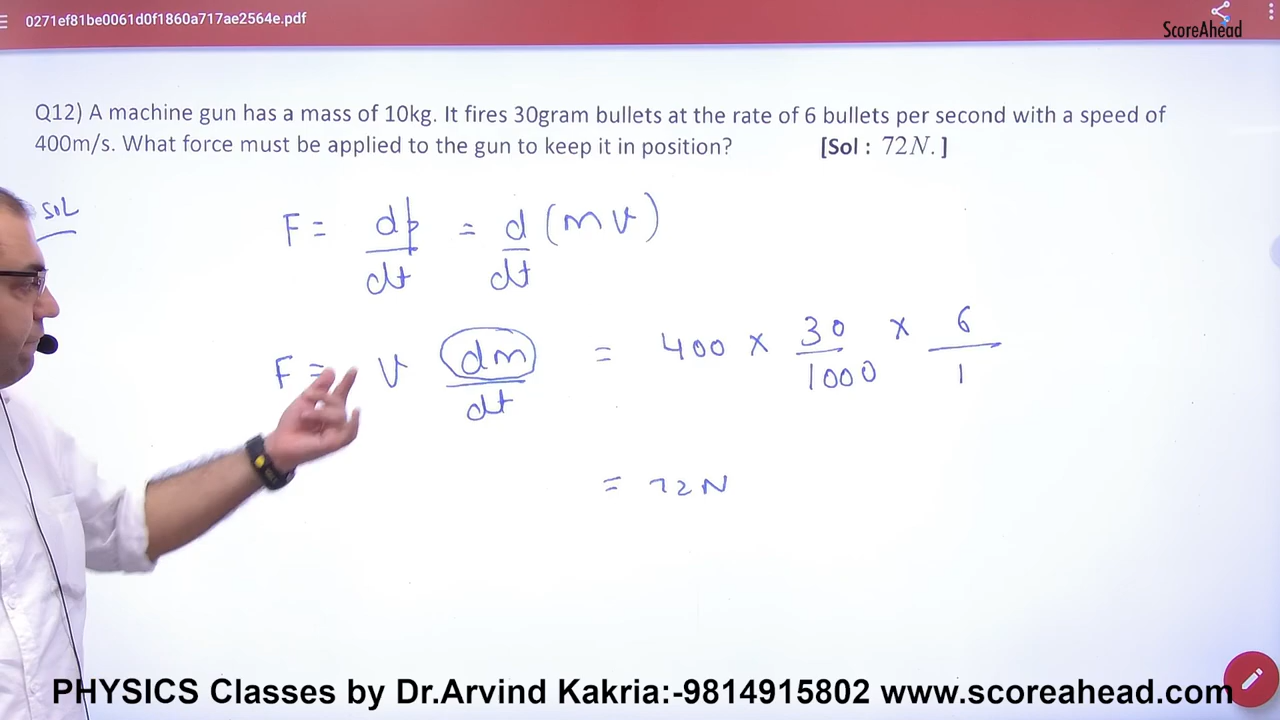 0271ef81be0061d0f1860a717ae2564e.pdf
ScoreAhead
Q12) A machine gun has a mass of 10kg. It fires 30gram bullets at the rate of 6 bullets per second with a speed of
400m/s. What force must be applied to the gun to keep it in position? [Sol : 72N. ]
SOL
F = dp/dt = d/dt (mv)
F = v dm/dt = 400 x 30/1000 x 6/1
= 72N
PHYSICS Classes by Dr.Arvind Kakria:-9814915802 www.scoreahead.com